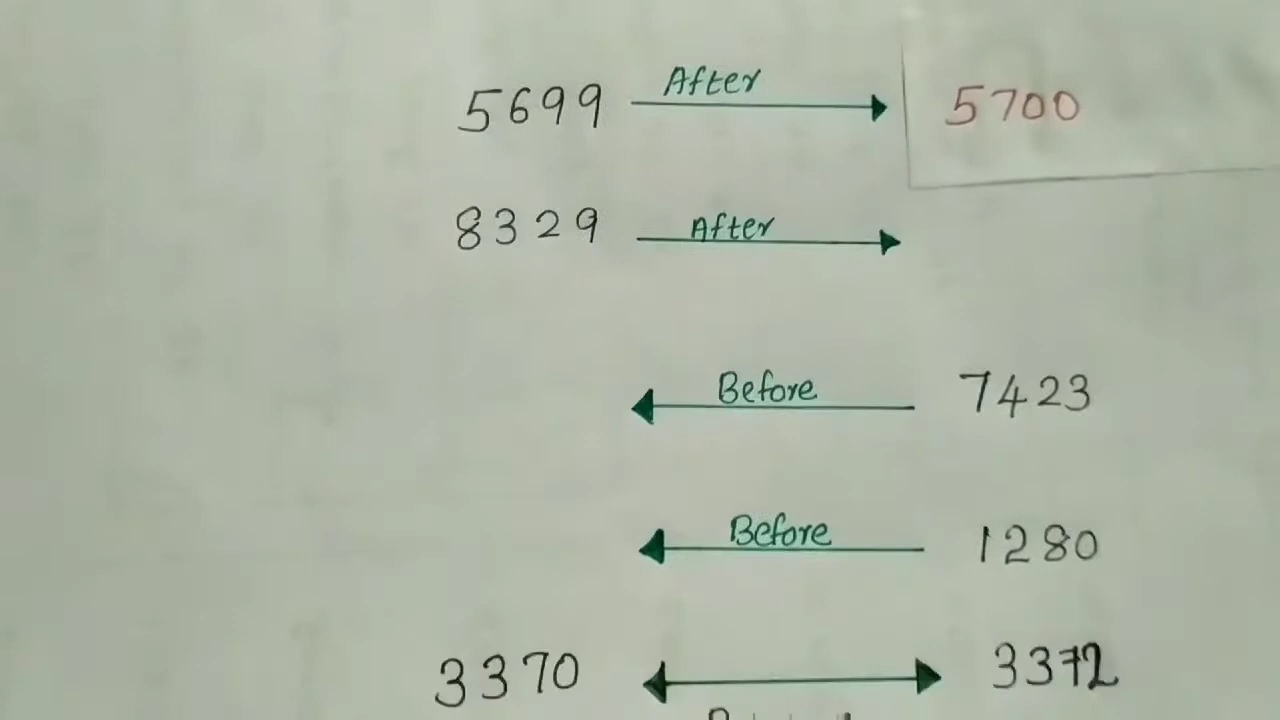 5699 After 5700
8329 After
Before 7423
Before 1280
3370 3372